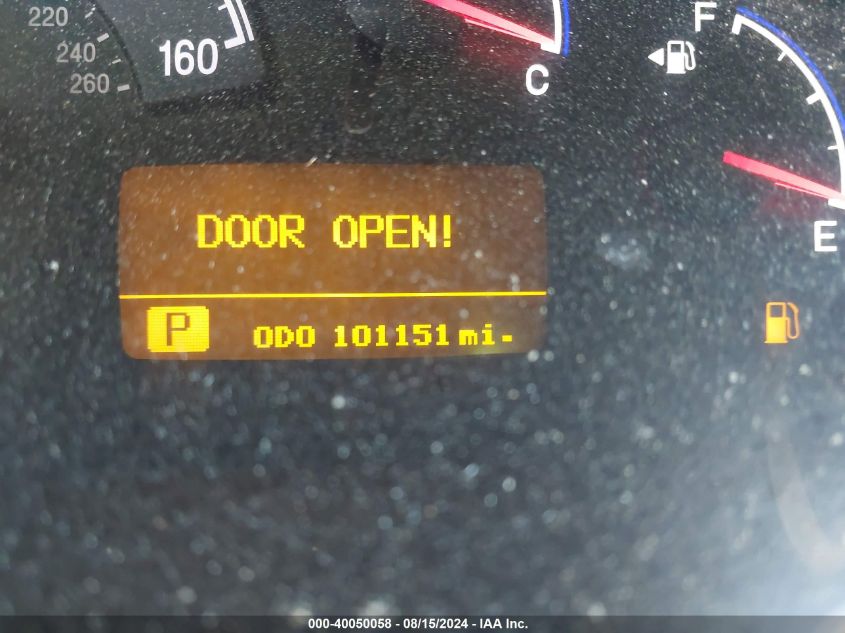 220
240
260
160
C
F
E
DOOR OPEN!
P
ODO 101151 mi.
000-40050058 - 08/15/2024 - IAA Inc.